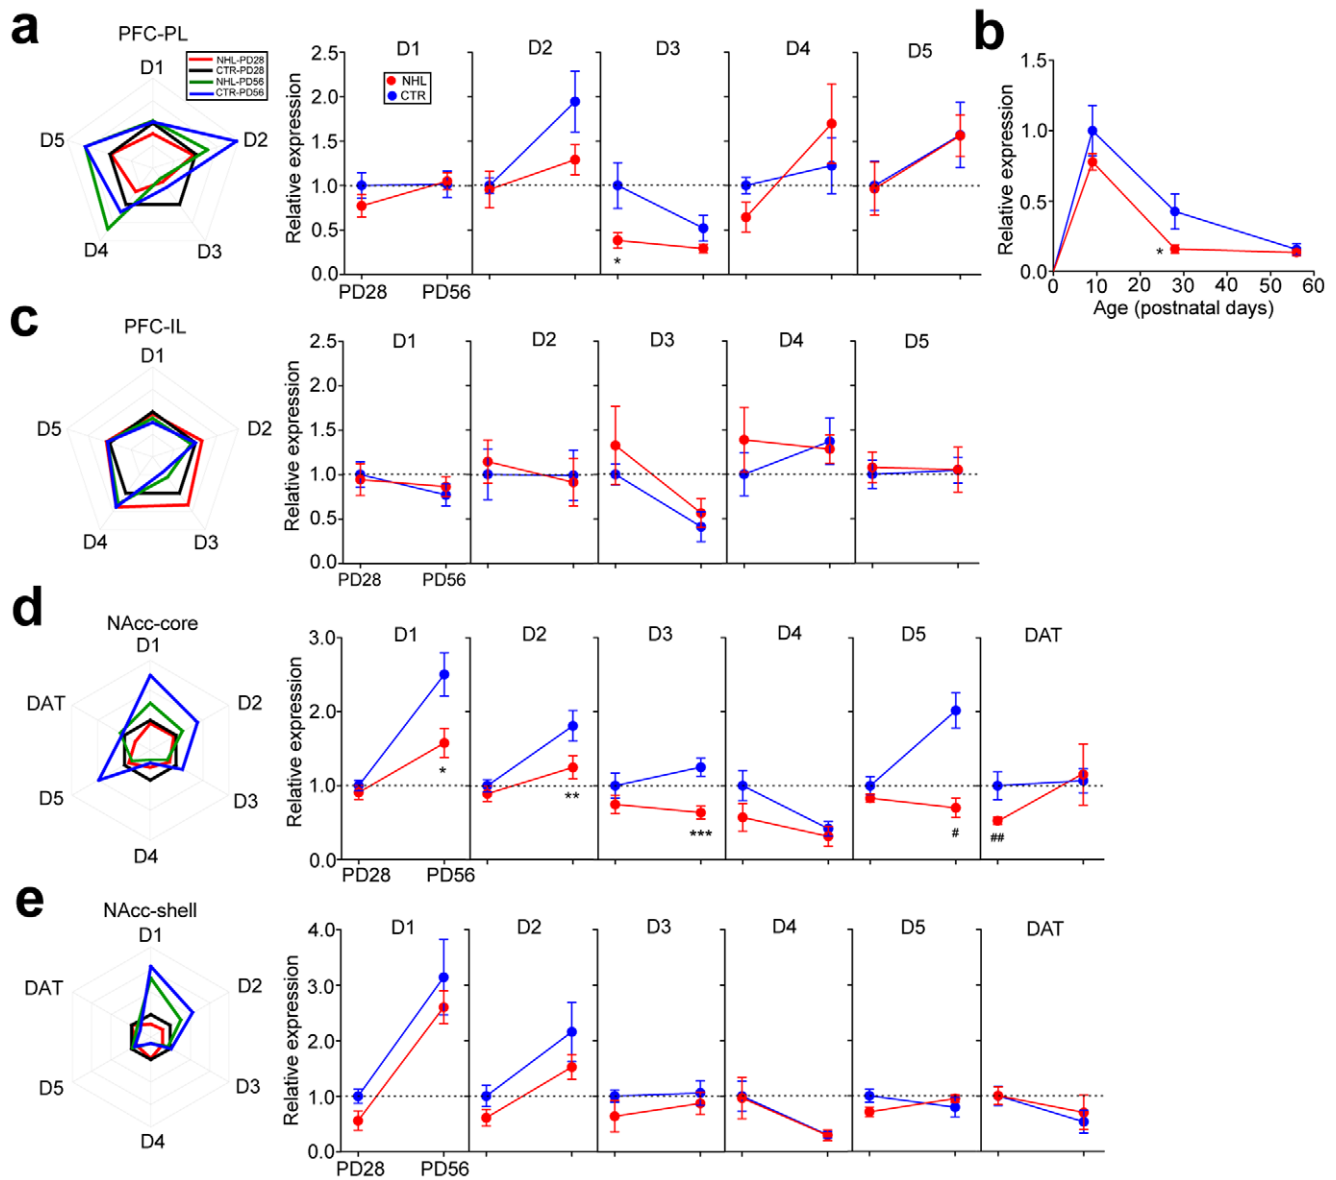 a
PFC-PL
D1
D2
D3
D4
D5
NHL-PD28
CTR-PD28
NHL-PD56
CTR-PD56
Relative expression
2.5
2.0
1.5
1.0
0.5
0.0
D1
D2
D3
D4
D5
NHL
CTR
*
PD28
PD56
b
Relative expression
1.5
1.0
0.5
0.0
*
0 10 20 30 40 50 60
Age (postnatal days)
c
PFC-IL
D1
D2
D3
D4
D5
Relative expression
2.5
2.0
1.5
1.0
0.5
0.0
D1
D2
D3
D4
D5
PD28
PD56
d
NAcc-core
D1
D2
D3
D4
D5
DAT
Relative expression
3.0
2.0
1.0
0.0
D1
D2
D3
D4
D5
DAT
*
**
***
#
##
PD28
PD56
e
NAcc-shell
D1
D2
D3
D4
D5
DAT
Relative expression
4.0
3.0
2.0
1.0
0.0
D1
D2
D3
D4
D5
DAT
PD28
PD56